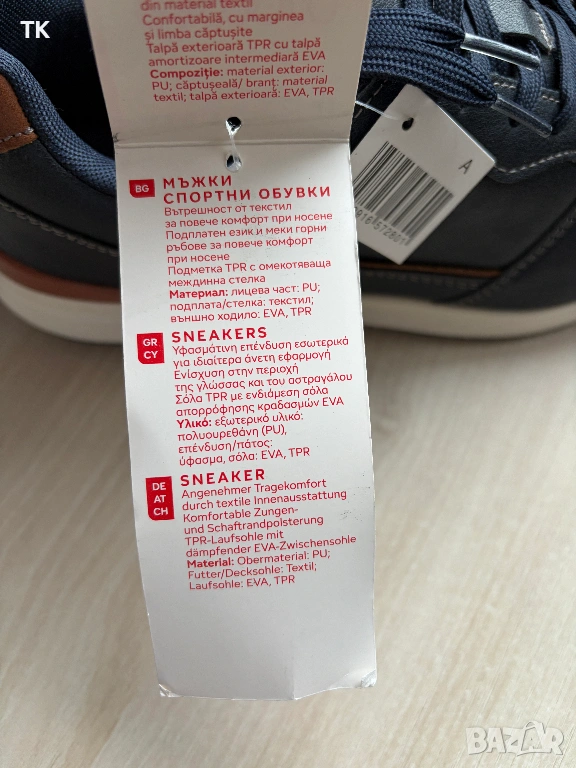 TK
din material textil
Confortabilă, cu marginea
și limba căptușite
Talpă exterioară TPR cu talpă
amortizoare intermediară EVA
Compoziție: material exterior:
PU; căptușeală/ branț: material
textil; talpă exterioară: EVA, TPR
A
BG
МЪЖКИ
СПОРТНИ ОБУВКИ
Вътрешност от текстил
за повече комфорт при носене
Подплатен език и меки горни
ръбове за повече комфорт
при носене
Подметка TPR с омекотяваща
междинна стелка
Материал: лицева част: PU;
подплата/стелка: текстил;
външно ходило: EVA, TPR
GR
CY
SNEAKERS
Υφασμάτινη επένδυση εσωτερικά
για ιδιαίτερα άνετη εφαρμογή
Ενίσχυση στην περιοχή
της γλώσσας και του αστραγάλου
Σόλα TPR με ενδιάμεση σόλα
απορρόφησης κραδασμών EVA
Υλικό: εξωτερικό υλικό:
πολυουρεθάνη (PU),
επένδυση/πάτος:
ύφασμα, σόλα: EVA, TPR
DE
AT
CH
SNEAKER
Angenehmer Tragekomfort
durch textile Innenausstattung
Komfortable Zungen-
und Schaftrandpolsterung
TPR-Laufsohle mit
dämpfender EVA-Zwischensohle
Material: Obermaterial: PU;
Futter/Decksohle: Textil;
Laufsohle: EVA, TPR
BAZAR